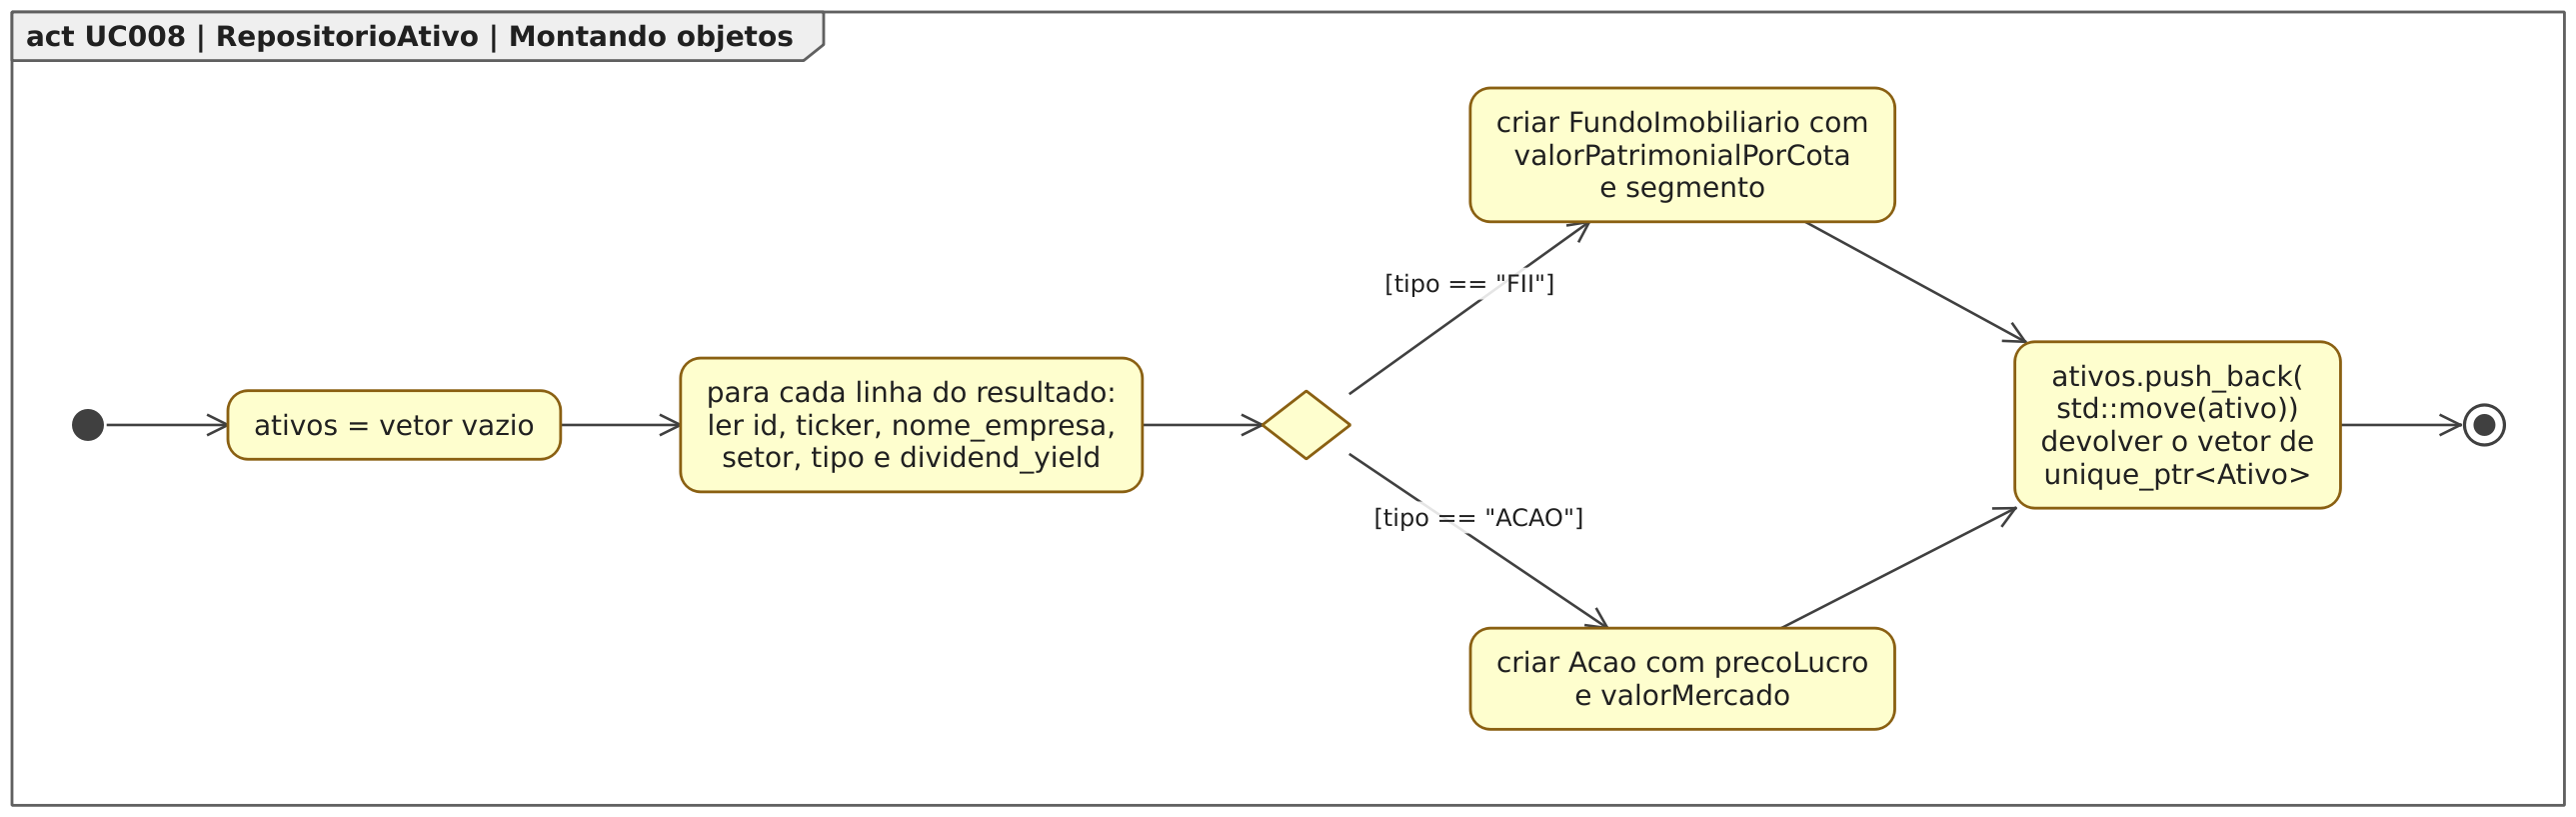 act UC008 | RepositorioAtivo | Montando objetos
ativos = vetor vazio
para cada linha do resultado:
ler id, ticker, nome_empresa,
setor, tipo e dividend_yield
[tipo == "FII"]
criar FundoImobiliario com
valorPatrimonialPorCota
e segmento
[tipo == "ACAO"]
criar Acao com precoLucro
e valorMercado
ativos.push_back(
std::move(ativo))
devolver o vetor de
unique_ptr<Ativo>